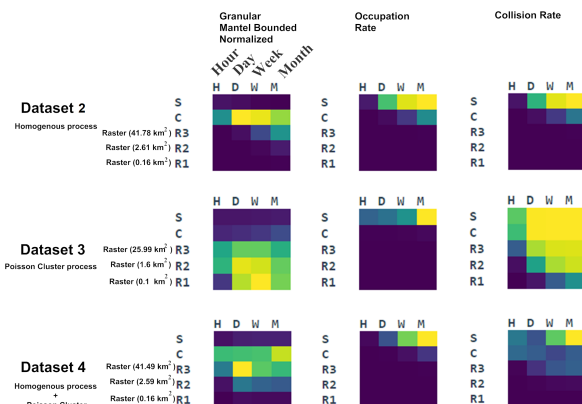 Granular
Mantel Bounded
Normalized
Occupation
Rate
Collision Rate
Hour Day Week Month
H D W M
H D W M
H D W M
Dataset 2
Homogenous process
S
C
Raster (41.78 km²) R3
Raster (2.61 km²) R2
Raster (0.16 km²) R1
S
C
R3
R2
R1
S
C
R3
R2
R1
H D W M
H D W M
H D W M
Dataset 3
Poisson Cluster process
S
C
Raster (25.99 km²) R3
Raster (1.6 km²) R2
Raster (0.1 km²) R1
S
C
R3
R2
R1
S
C
R3
R2
R1
H D W M
H D W M
H D W M
Dataset 4
Homogenous process
+
Poisson Cluster
S
C
Raster (41.49 km²) R3
Raster (2.59 km²) R2
Raster (0.16 km²) R1
S
C
R3
R2
R1
S
C
R3
R2
R1